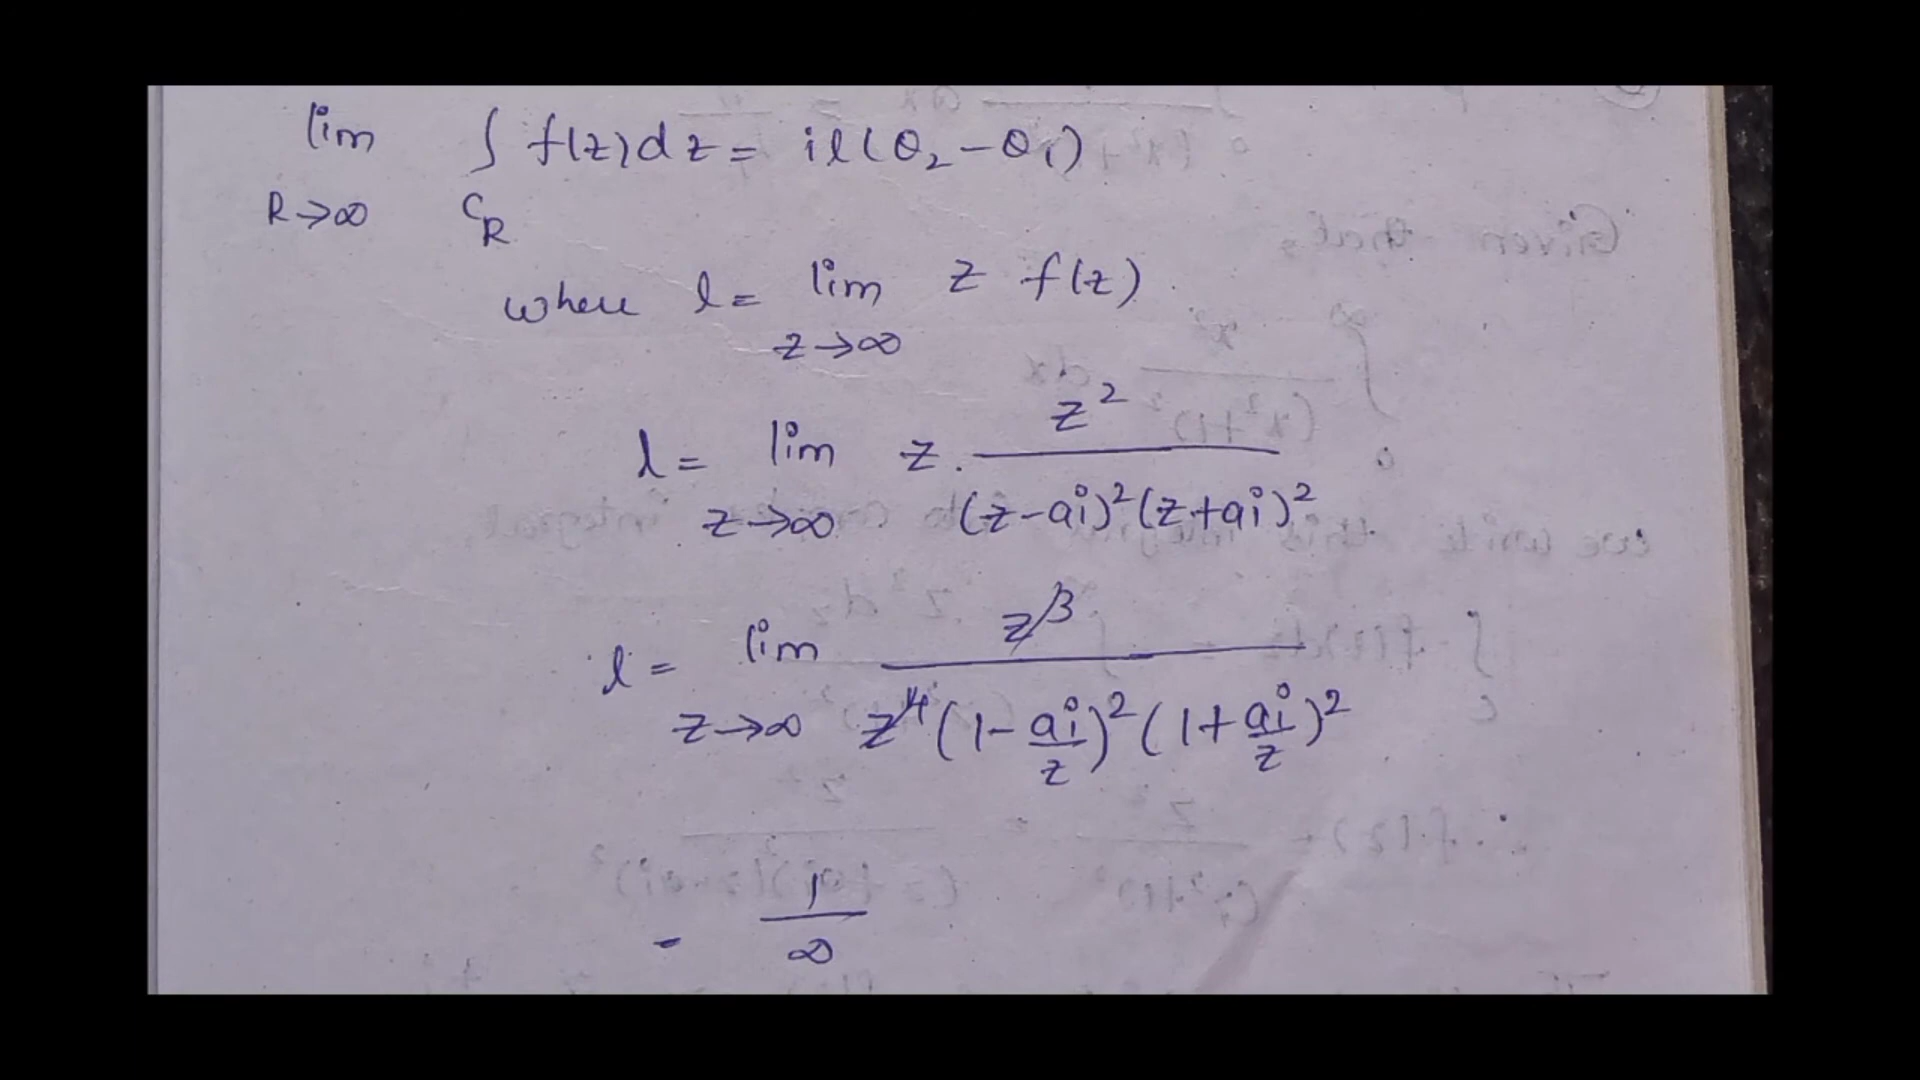 lim ∫ f(z)dz = il(θ₂-θ₁)
R→∞ C_R
where l = lim z f(z)
z→∞
l = lim z. z² / (z-ai)²(z+ai)²
z→∞
l = lim z³ / z⁴(1-ai/z)²(1+ai/z)²
z→∞
- 1/∞